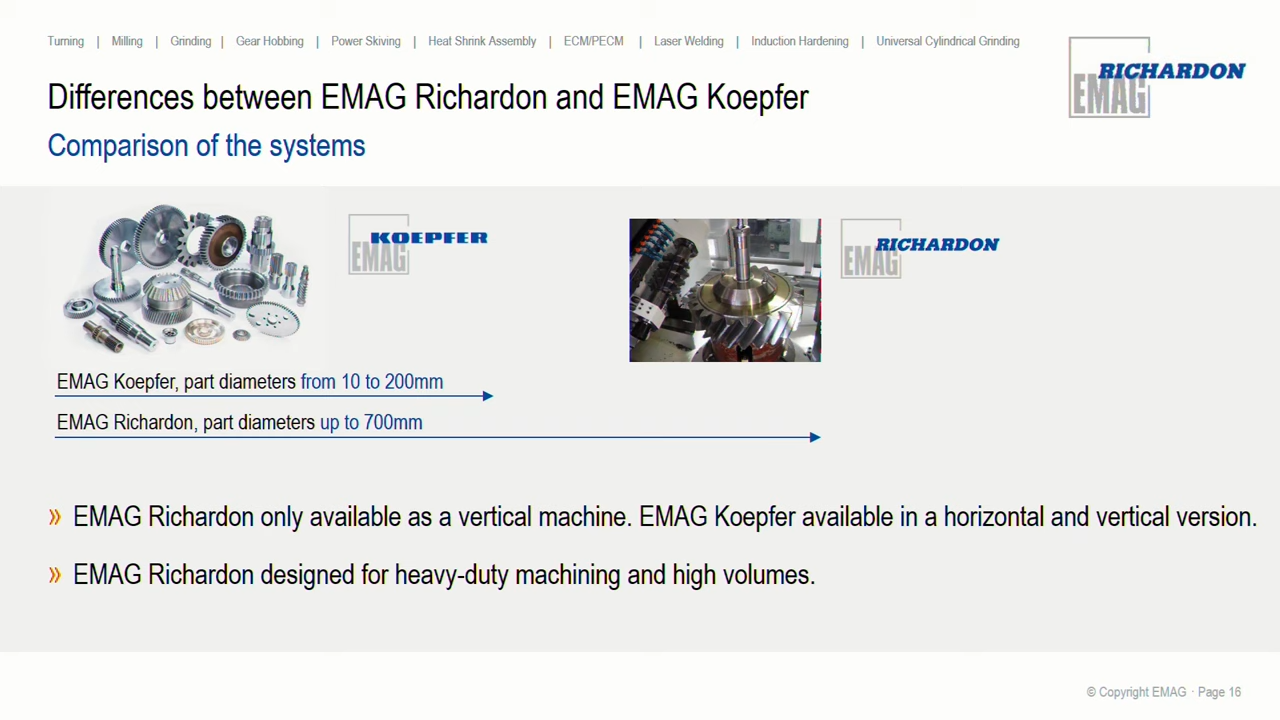 Turning | Milling | Grinding | Gear Hobbing | Power Skiving | Heat Shrink Assembly | ECM/PECM | Laser Welding | Induction Hardening | Universal Cylindrical Grinding
RICHARDON
EMAG
Differences between EMAG Richardon and EMAG Koepfer
Comparison of the systems
KOEPFER
EMAG
RICHARDON
EMAG
EMAG Koepfer, part diameters from 10 to 200mm
EMAG Richardon, part diameters up to 700mm
» EMAG Richardon only available as a vertical machine. EMAG Koepfer available in a horizontal and vertical version.
» EMAG Richardon designed for heavy-duty machining and high volumes.
© Copyright EMAG · Page 16